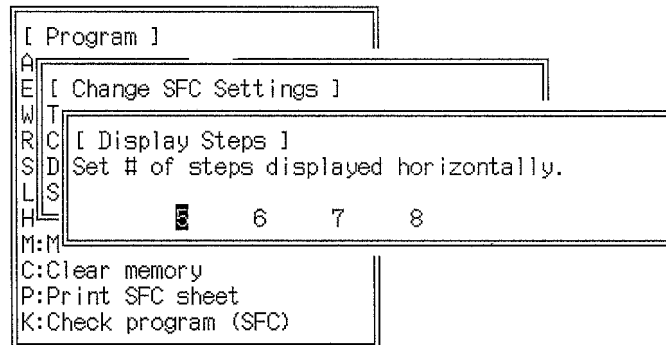 [ Program ]
A
E [ Change SFC Settings ]
W T
R C [ Display Steps ]
S D Set # of steps displayed horizontally.
L S
H 5 6 7 8
M:M
C:Clear memory
P:Print SFC sheet
K:Check program (SFC)